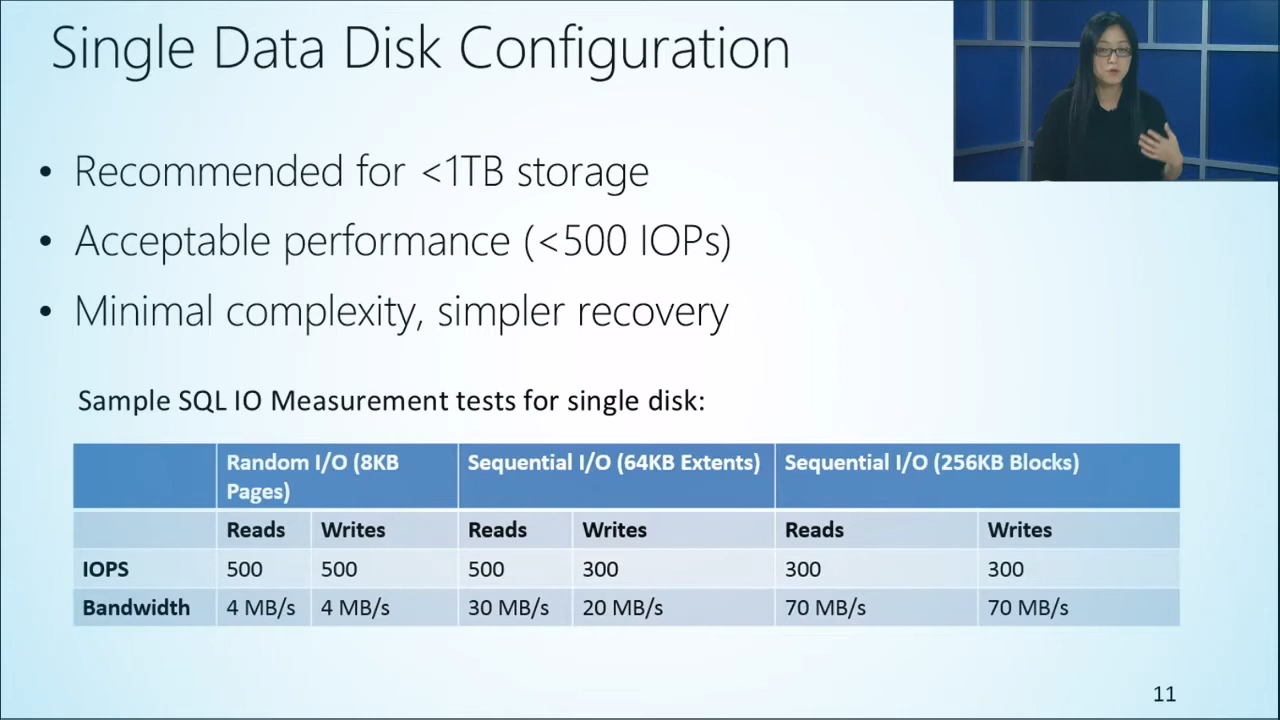 Single Data Disk Configuration
• Recommended for <1TB storage
• Acceptable performance (<500 IOPs)
• Minimal complexity, simpler recovery
Sample SQL IO Measurement tests for single disk:
Random I/O (8KB Pages) Sequential I/O (64KB Extents) Sequential I/O (256KB Blocks)
Reads Writes Reads Writes Reads Writes
IOPS 500 500 500 300 300 300
Bandwidth 4 MB/s 4 MB/s 30 MB/s 20 MB/s 70 MB/s 70 MB/s
11